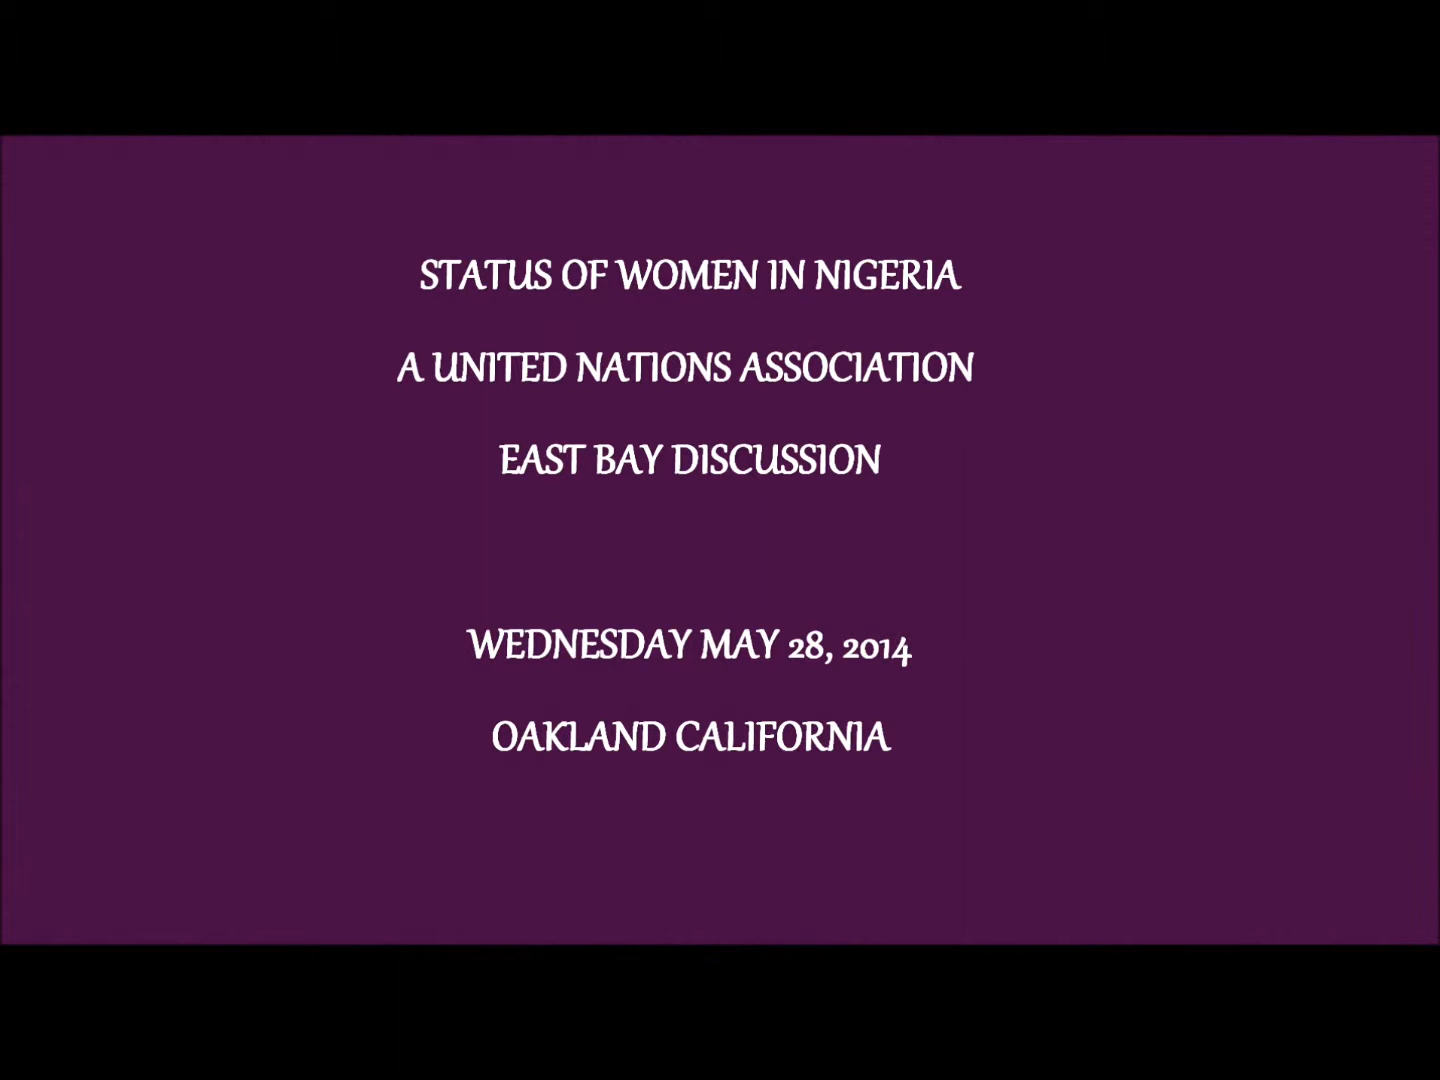 STATUS OF WOMEN IN NIGERIA
A UNITED NATIONS ASSOCIATION
EAST BAY DISCUSSION
WEDNESDAY MAY 28, 2014
OAKLAND CALIFORNIA